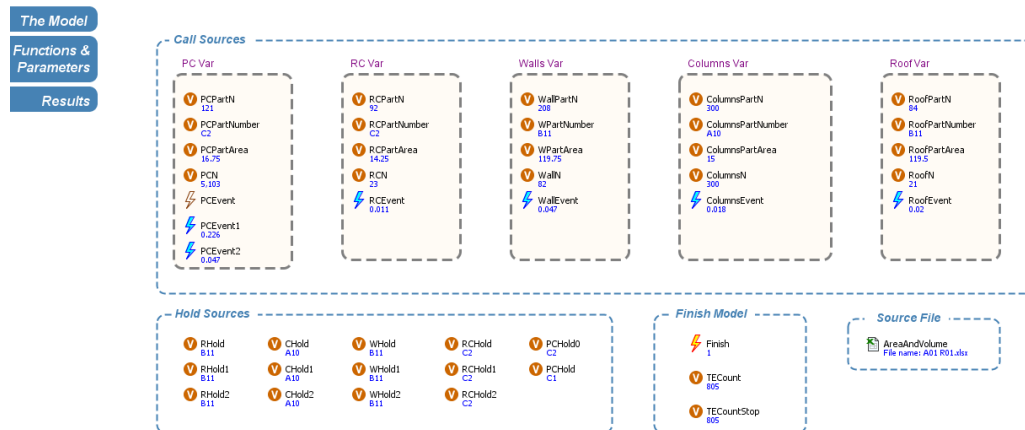 The Model
Functions &
Parameters
Results
Call Sources
PC Var
PCPartN
121
PCPartNumber
C2
PCPartArea
16.75
PCN
5,103
PCEvent
PCEvent1
0.226
PCEvent2
0.047
RC Var
RCPartN
92
RCPartNumber
C2
RCPartArea
14.25
RCN
23
RCEvent
0.011
Walls Var
WallPartN
208
WPartNumber
B11
WPartArea
119.75
WallN
82
WallEvent
0.047
Columns Var
ColumnsPartN
300
ColumnsPartNumber
A10
ColumnsPartArea
15
ColumnsN
300
ColumnsEvent
0.018
Roof Var
RoofPartN
84
RoofPartNumber
B11
RoofPartArea
119.5
RoofN
21
RoofEvent
0.02
Hold Sources
RHold
B11
RHold1
B11
RHold2
B11
CHold
A10
CHold1
A10
CHold2
A10
WHold
B11
WHold1
B11
WHold2
B11
RCHold
C2
RCHold1
C2
RCHold2
C2
PCHold0
C2
PCHold
C1
Finish Model
Finish
1
TECount
805
TECountStop
805
Source File
AreaAndVolume
File name: A01 R01.xlsx